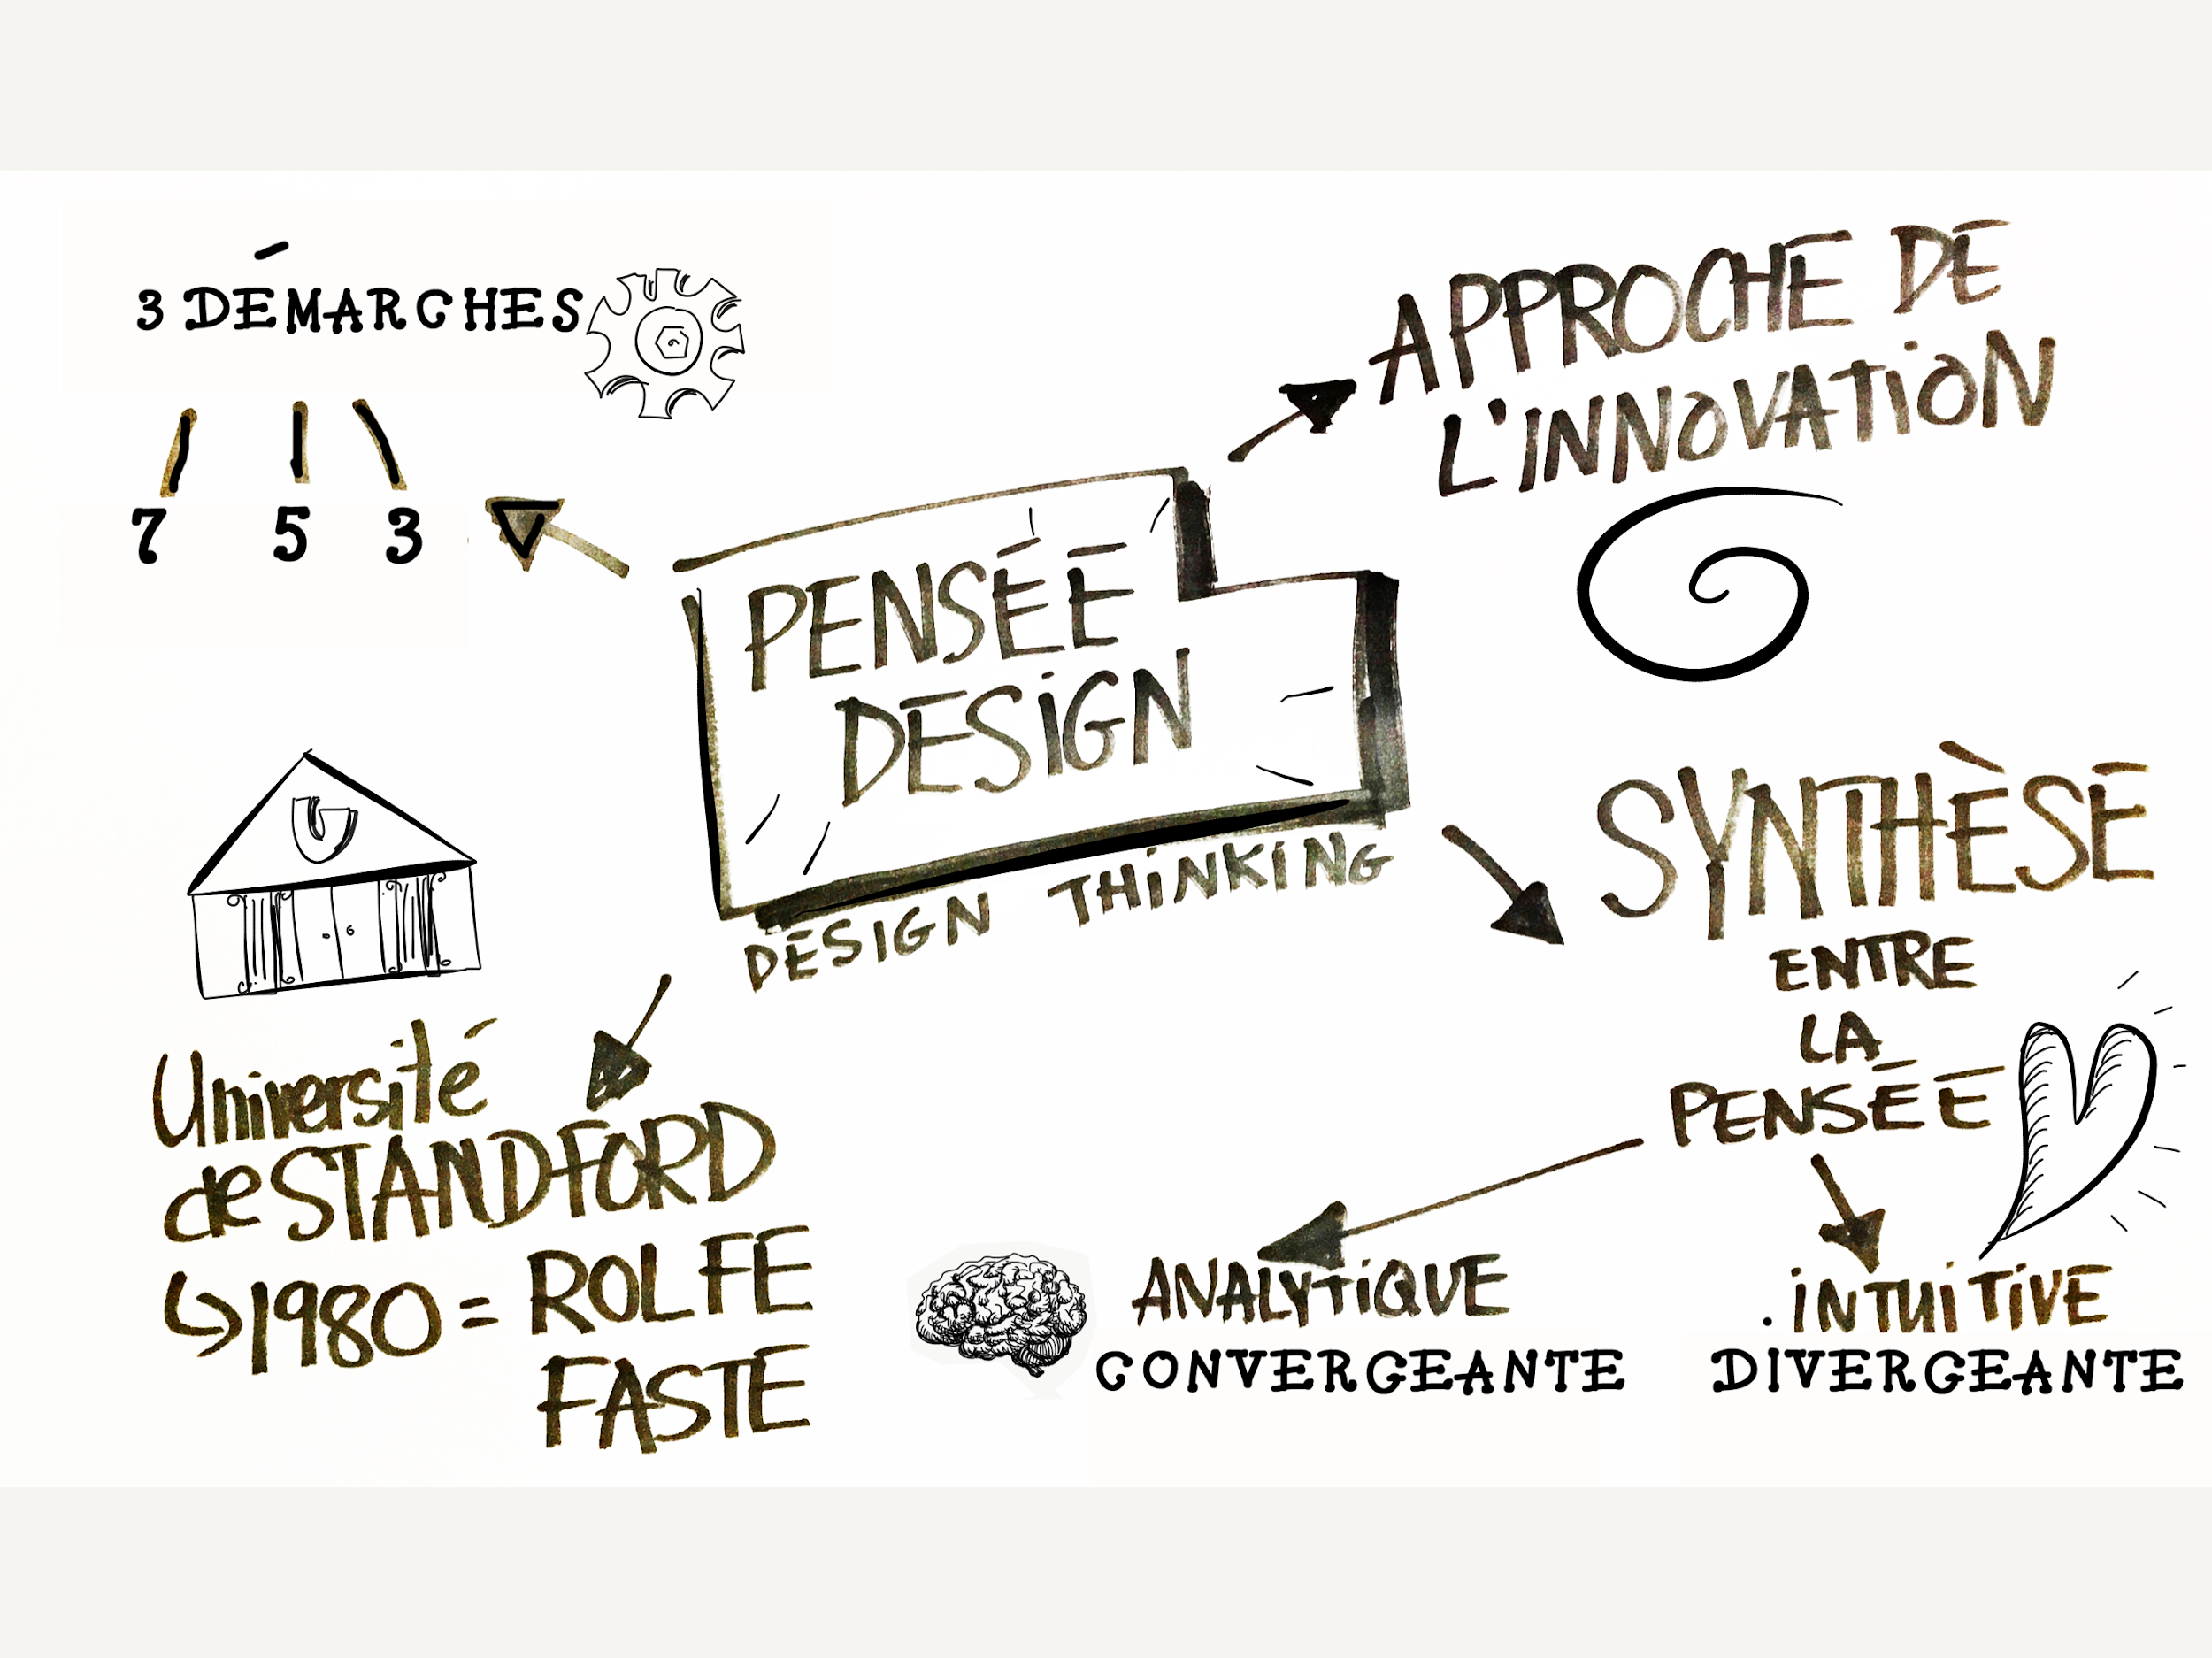 3 DÉMARCHES
7 5 3
APPROCHE DE
L'INNOVATION
PENSÉE
DESIGN
DESIGN THINKING
Université
de STANDFORD
↳1980 = ROLFE
FASTE
SYNTHÈSE
ENTRE
LA
PENSÉE
ANALYTIQUE
CONVERGEANTE
. INTUITIVE
DIVERGEANTE